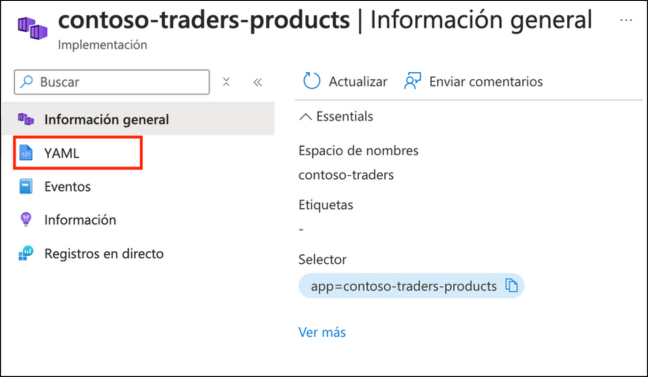 contoso-traders-products | Información general
Implementación
Buscar
Información general
YAML
Eventos
Información
Registros en directo
Actualizar
Enviar comentarios
Essentials
Espacio de nombres
contoso-traders
Etiquetas
-
Selector
app=contoso-traders-products
Ver más